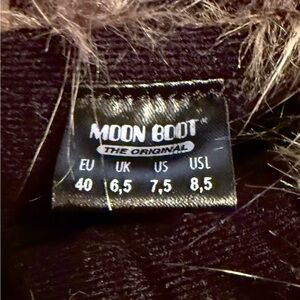 MOON BOOT®
THE ORIGINAL
EU UK US USL
40 6,5 7,5 8,5